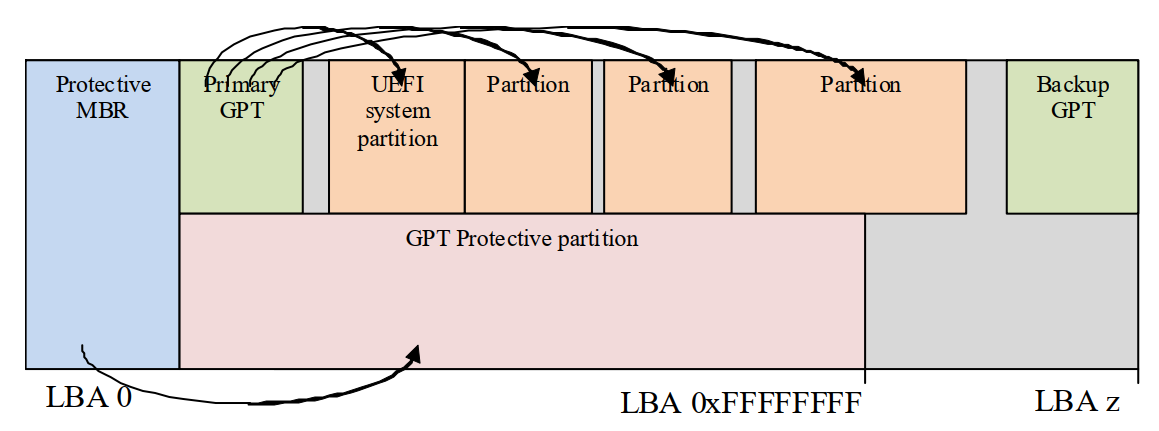 Protective
MBR
Primary
GPT
UEFI
system
partition
Partition
Partition
Partition
Backup
GPT
GPT Protective partition
LBA 0
LBA 0xFFFFFFFF
LBA z